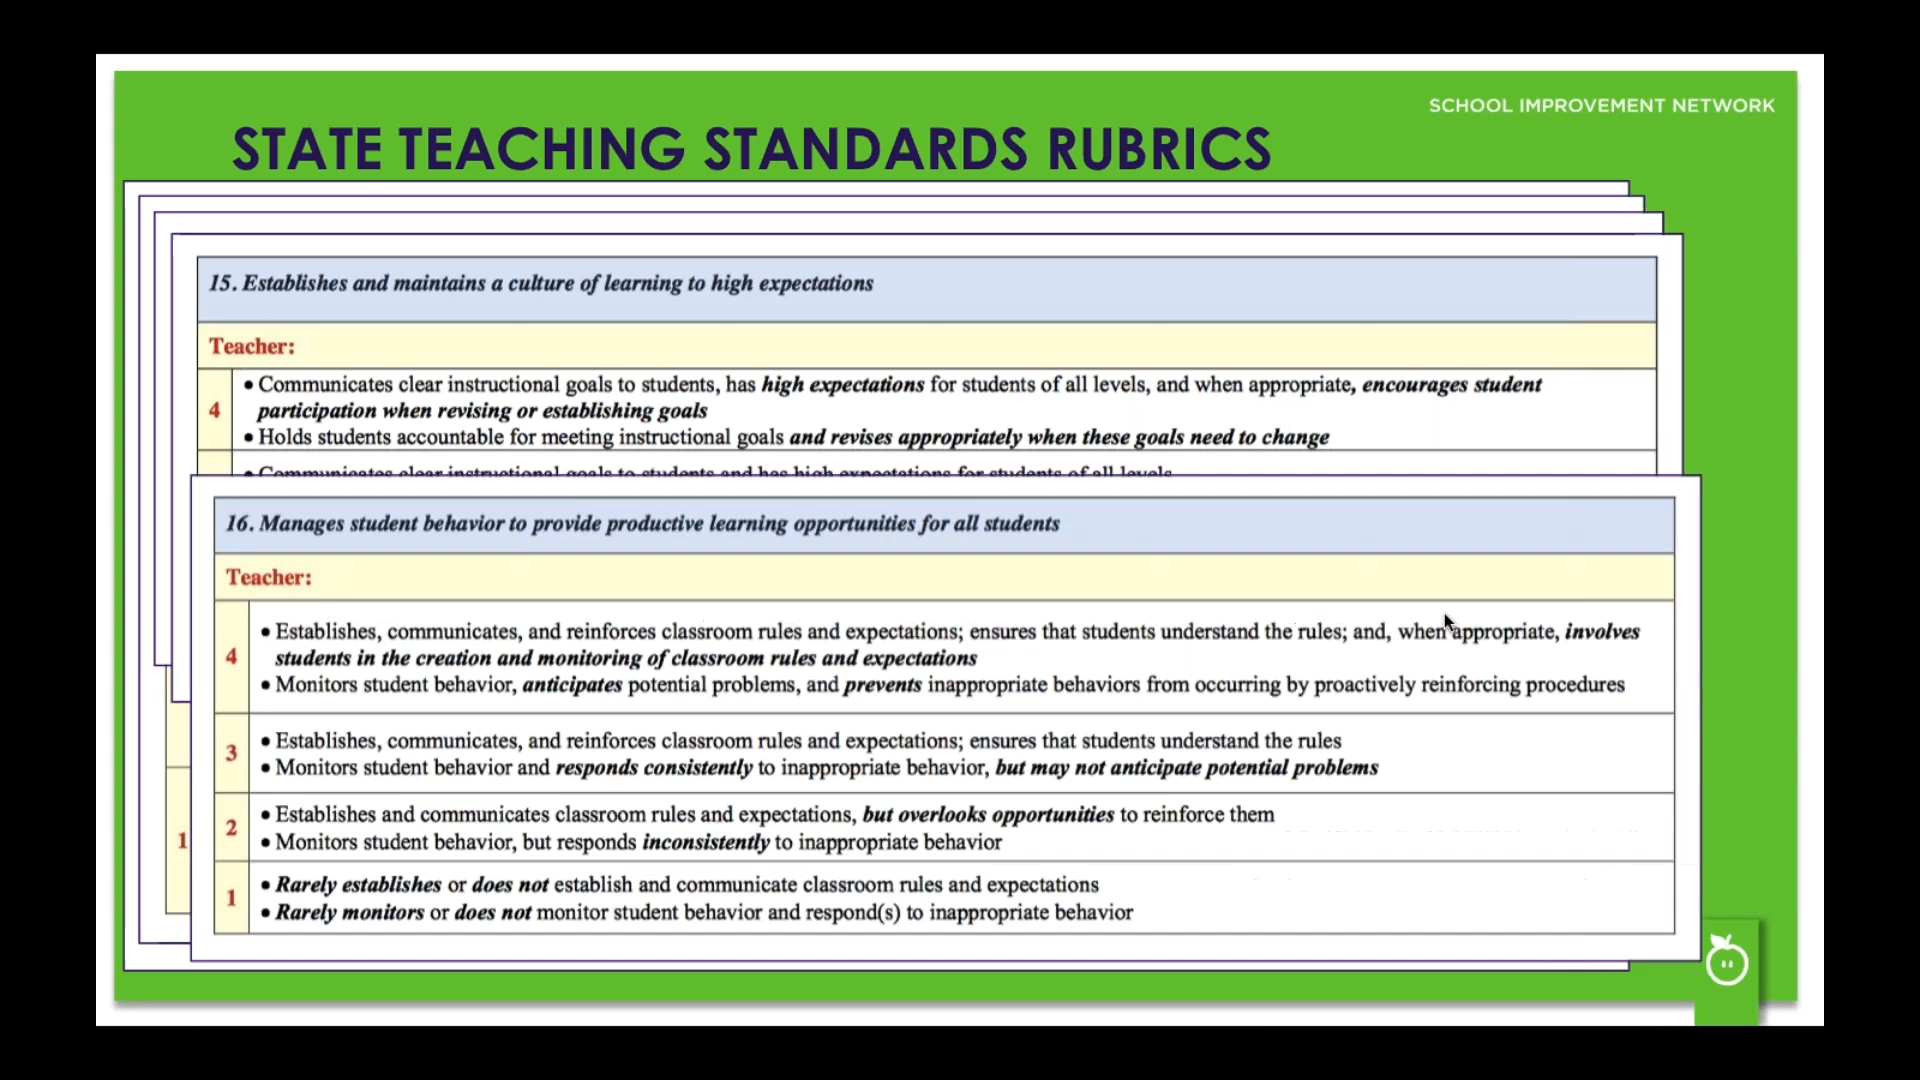 SCHOOL IMPROVEMENT NETWORK
STATE TEACHING STANDARDS RUBRICS
15. Establishes and maintains a culture of learning to high expectations
Teacher:
4
• Communicates clear instructional goals to students, has high expectations for students of all levels, and when appropriate, encourages student
participation when revising or establishing goals
• Holds students accountable for meeting instructional goals and revises appropriately when these goals need to change
• Communicates clear instructional goals to students and has high expectations for students of all levels
16. Manages student behavior to provide productive learning opportunities for all students
Teacher:
4
• Establishes, communicates, and reinforces classroom rules and expectations; ensures that students understand the rules; and, when appropriate, involves
students in the creation and monitoring of classroom rules and expectations
• Monitors student behavior, anticipates potential problems, and prevents inappropriate behaviors from occurring by proactively reinforcing procedures
3
• Establishes, communicates, and reinforces classroom rules and expectations; ensures that students understand the rules
• Monitors student behavior and responds consistently to inappropriate behavior, but may not anticipate potential problems
2
• Establishes and communicates classroom rules and expectations, but overlooks opportunities to reinforce them
• Monitors student behavior, but responds inconsistently to inappropriate behavior
1
1
• Rarely establishes or does not establish and communicate classroom rules and expectations
• Rarely monitors or does not monitor student behavior and respond(s) to inappropriate behavior